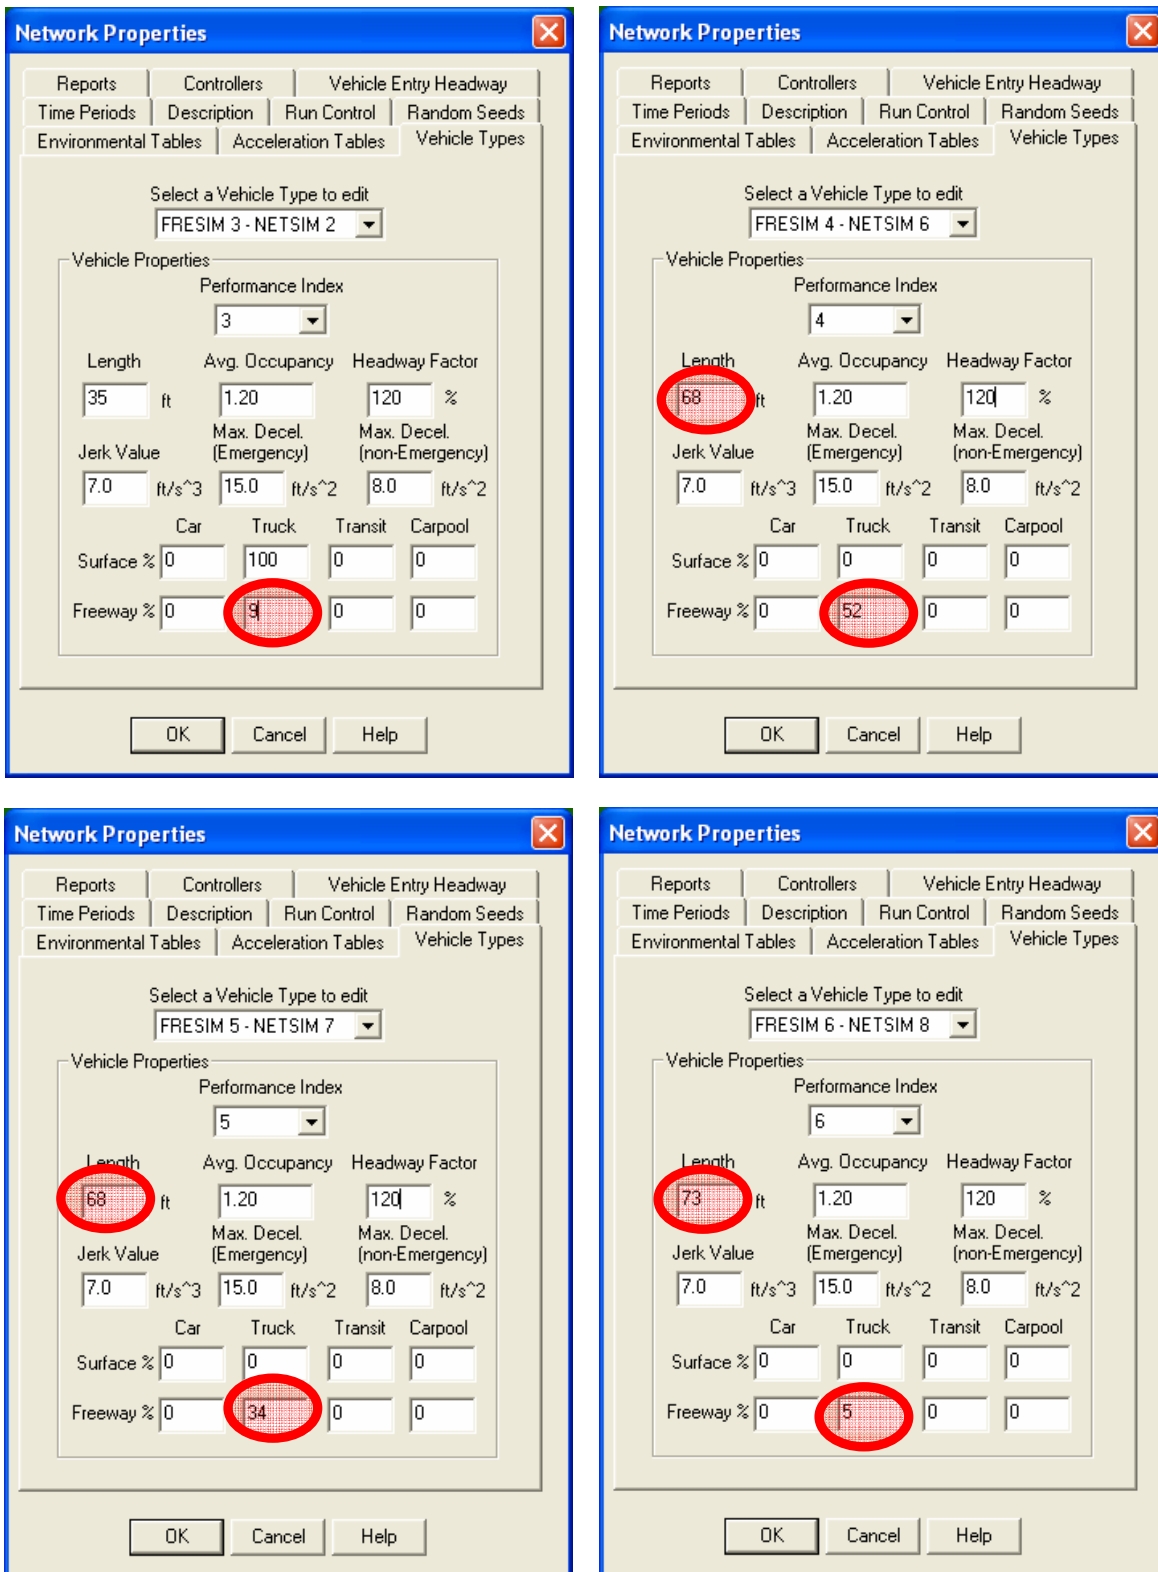 Network Properties
Reports Controllers Vehicle Entry Headway
Time Periods Description Run Control Random Seeds
Environmental Tables Acceleration Tables Vehicle Types
Select a Vehicle Type to edit
FRESIM 3 - NETSIM 2
Vehicle Properties
Performance Index
3
Length Avg. Occupancy Headway Factor
35 ft 1.20 120 %
Max. Decel. Max. Decel.
Jerk Value (Emergency) (non-Emergency)
7.0 ft/s^3 15.0 ft/s^2 8.0 ft/s^2
Car Truck Transit Carpool
Surface % 0 100 0 0
Freeway % 0 9 0 0
OK Cancel Help
Network Properties
Reports Controllers Vehicle Entry Headway
Time Periods Description Run Control Random Seeds
Environmental Tables Acceleration Tables Vehicle Types
Select a Vehicle Type to edit
FRESIM 4 - NETSIM 6
Vehicle Properties
Performance Index
4
Length Avg. Occupancy Headway Factor
68 ft 1.20 120 %
Max. Decel. Max. Decel.
Jerk Value (Emergency) (non-Emergency)
7.0 ft/s^3 15.0 ft/s^2 8.0 ft/s^2
Car Truck Transit Carpool
Surface % 0 0 0 0
Freeway % 0 52 0 0
OK Cancel Help
Network Properties
Reports Controllers Vehicle Entry Headway
Time Periods Description Run Control Random Seeds
Environmental Tables Acceleration Tables Vehicle Types
Select a Vehicle Type to edit
FRESIM 5 - NETSIM 7
Vehicle Properties
Performance Index
5
Length Avg. Occupancy Headway Factor
68 ft 1.20 120 %
Max. Decel. Max. Decel.
Jerk Value (Emergency) (non-Emergency)
7.0 ft/s^3 15.0 ft/s^2 8.0 ft/s^2
Car Truck Transit Carpool
Surface % 0 0 0 0
Freeway % 0 34 0 0
OK Cancel Help
Network Properties
Reports Controllers Vehicle Entry Headway
Time Periods Description Run Control Random Seeds
Environmental Tables Acceleration Tables Vehicle Types
Select a Vehicle Type to edit
FRESIM 6 - NETSIM 8
Vehicle Properties
Performance Index
6
Length Avg. Occupancy Headway Factor
73 ft 1.20 120 %
Max. Decel. Max. Decel.
Jerk Value (Emergency) (non-Emergency)
7.0 ft/s^3 15.0 ft/s^2 8.0 ft/s^2
Car Truck Transit Carpool
Surface % 0 0 0 0
Freeway % 0 5 0 0
OK Cancel Help